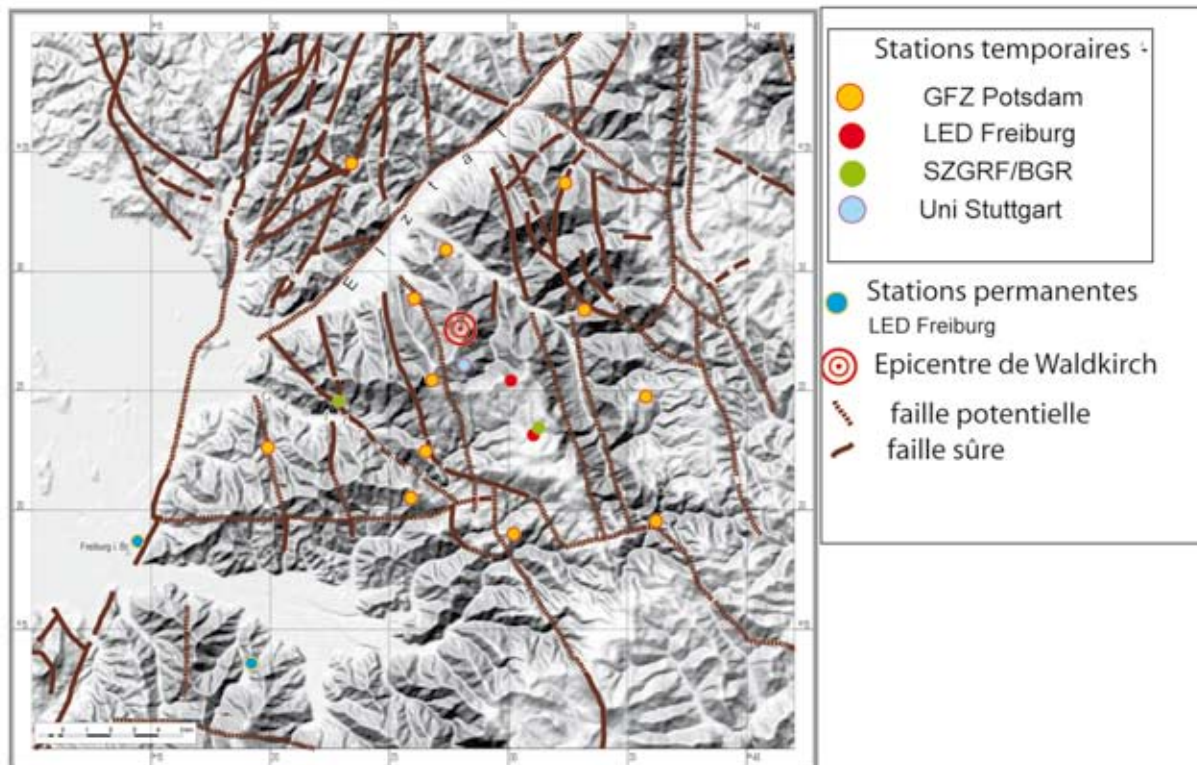 Elztal
Freiburg i. Br.
Stations temporaires
GFZ Potsdam
LED Freiburg
SZGRF/BGR
Uni Stuttgart
Stations permanentes
LED Freiburg
Epicentre de Waldkirch
faille potentielle
faille sûre